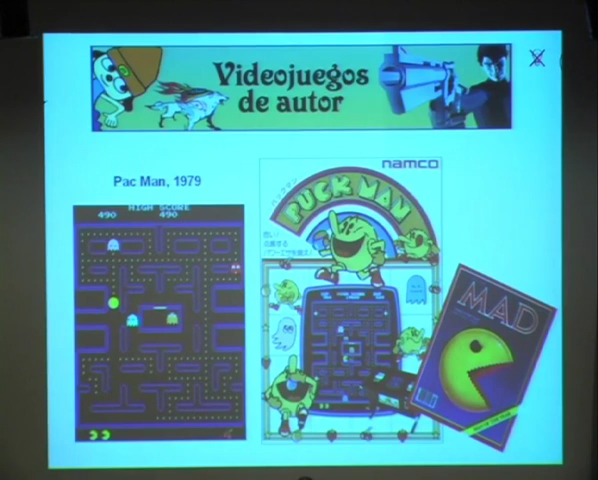 Videojuegos
de autor
Pac Man, 1979
HIGH SCORE
490 490
namco
PUCK MAN
MAD